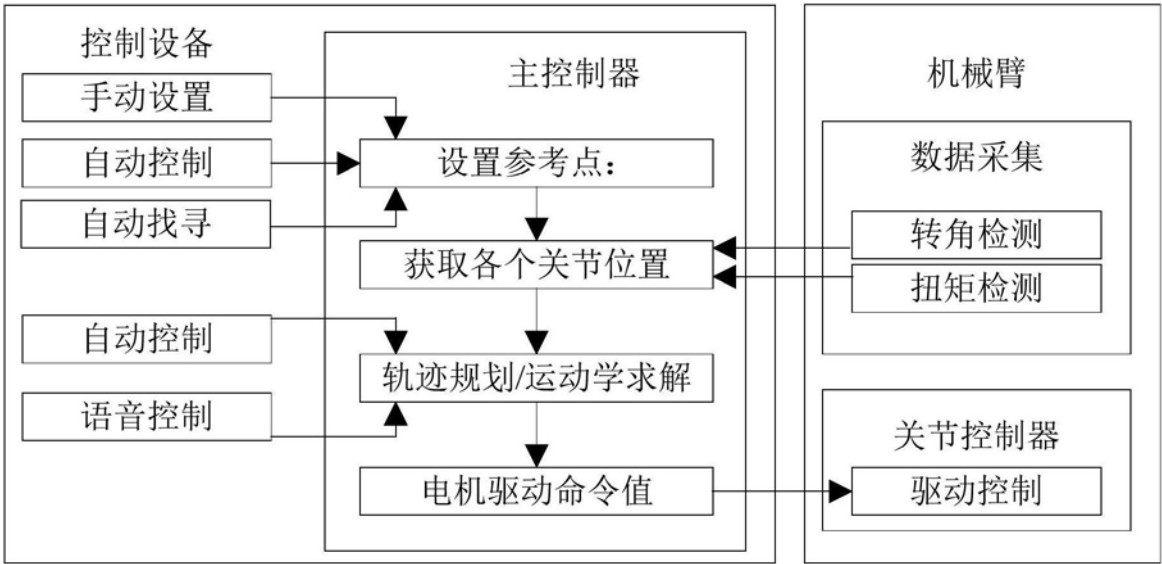 控制设备
手动设置
自动控制
自动找寻
自动控制
语音控制
主控制器
设置参考点：
获取各个关节位置
轨迹规划/运动学求解
电机驱动命令值
机械臂
数据采集
转角检测
扭矩检测
关节控制器
驱动控制